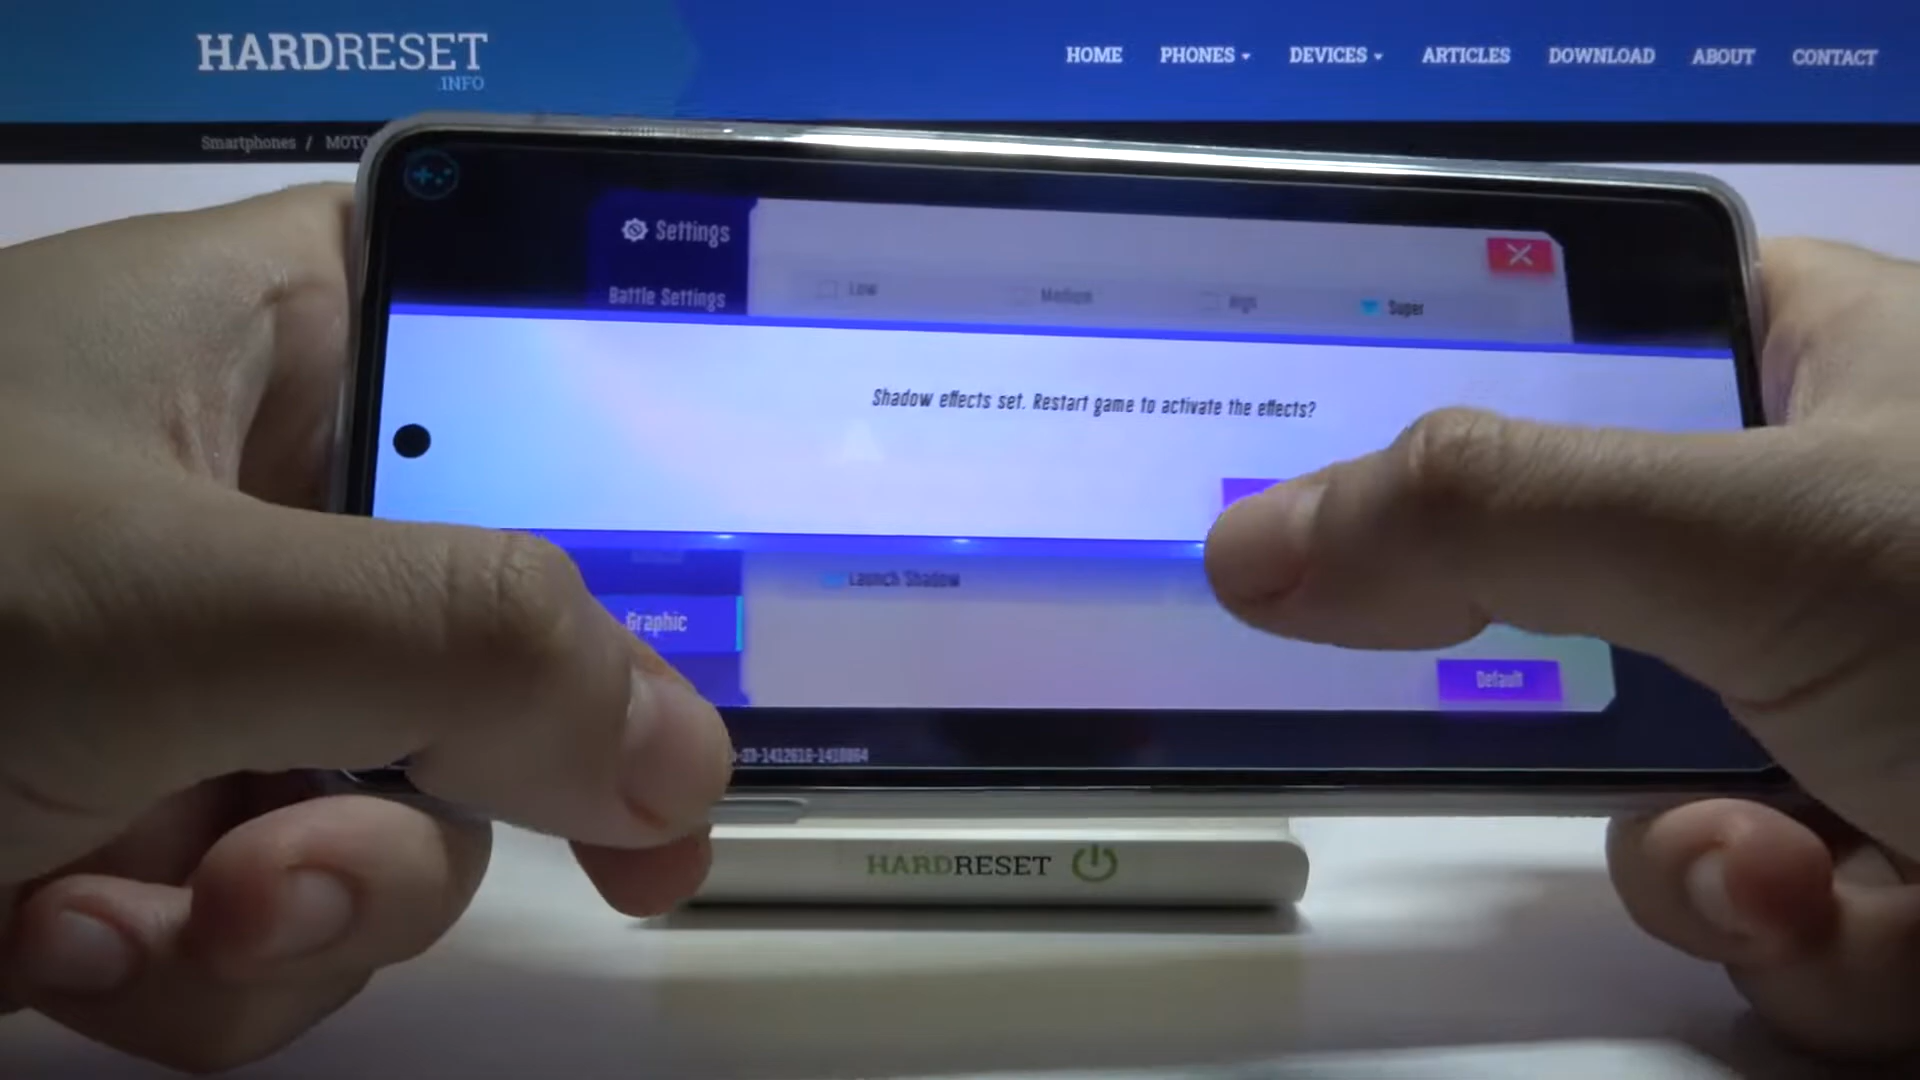 HARDRESET
.INFO
HOME PHONES DEVICES ARTICLES DOWNLOAD ABOUT CONTACT
Smartphones / MOTO
Settings
Battle Settings
Low Medium High Super
Shadow effects set. Restart game to activate the effects?
Launch Shadow
Graphic
Default
HARDRESET